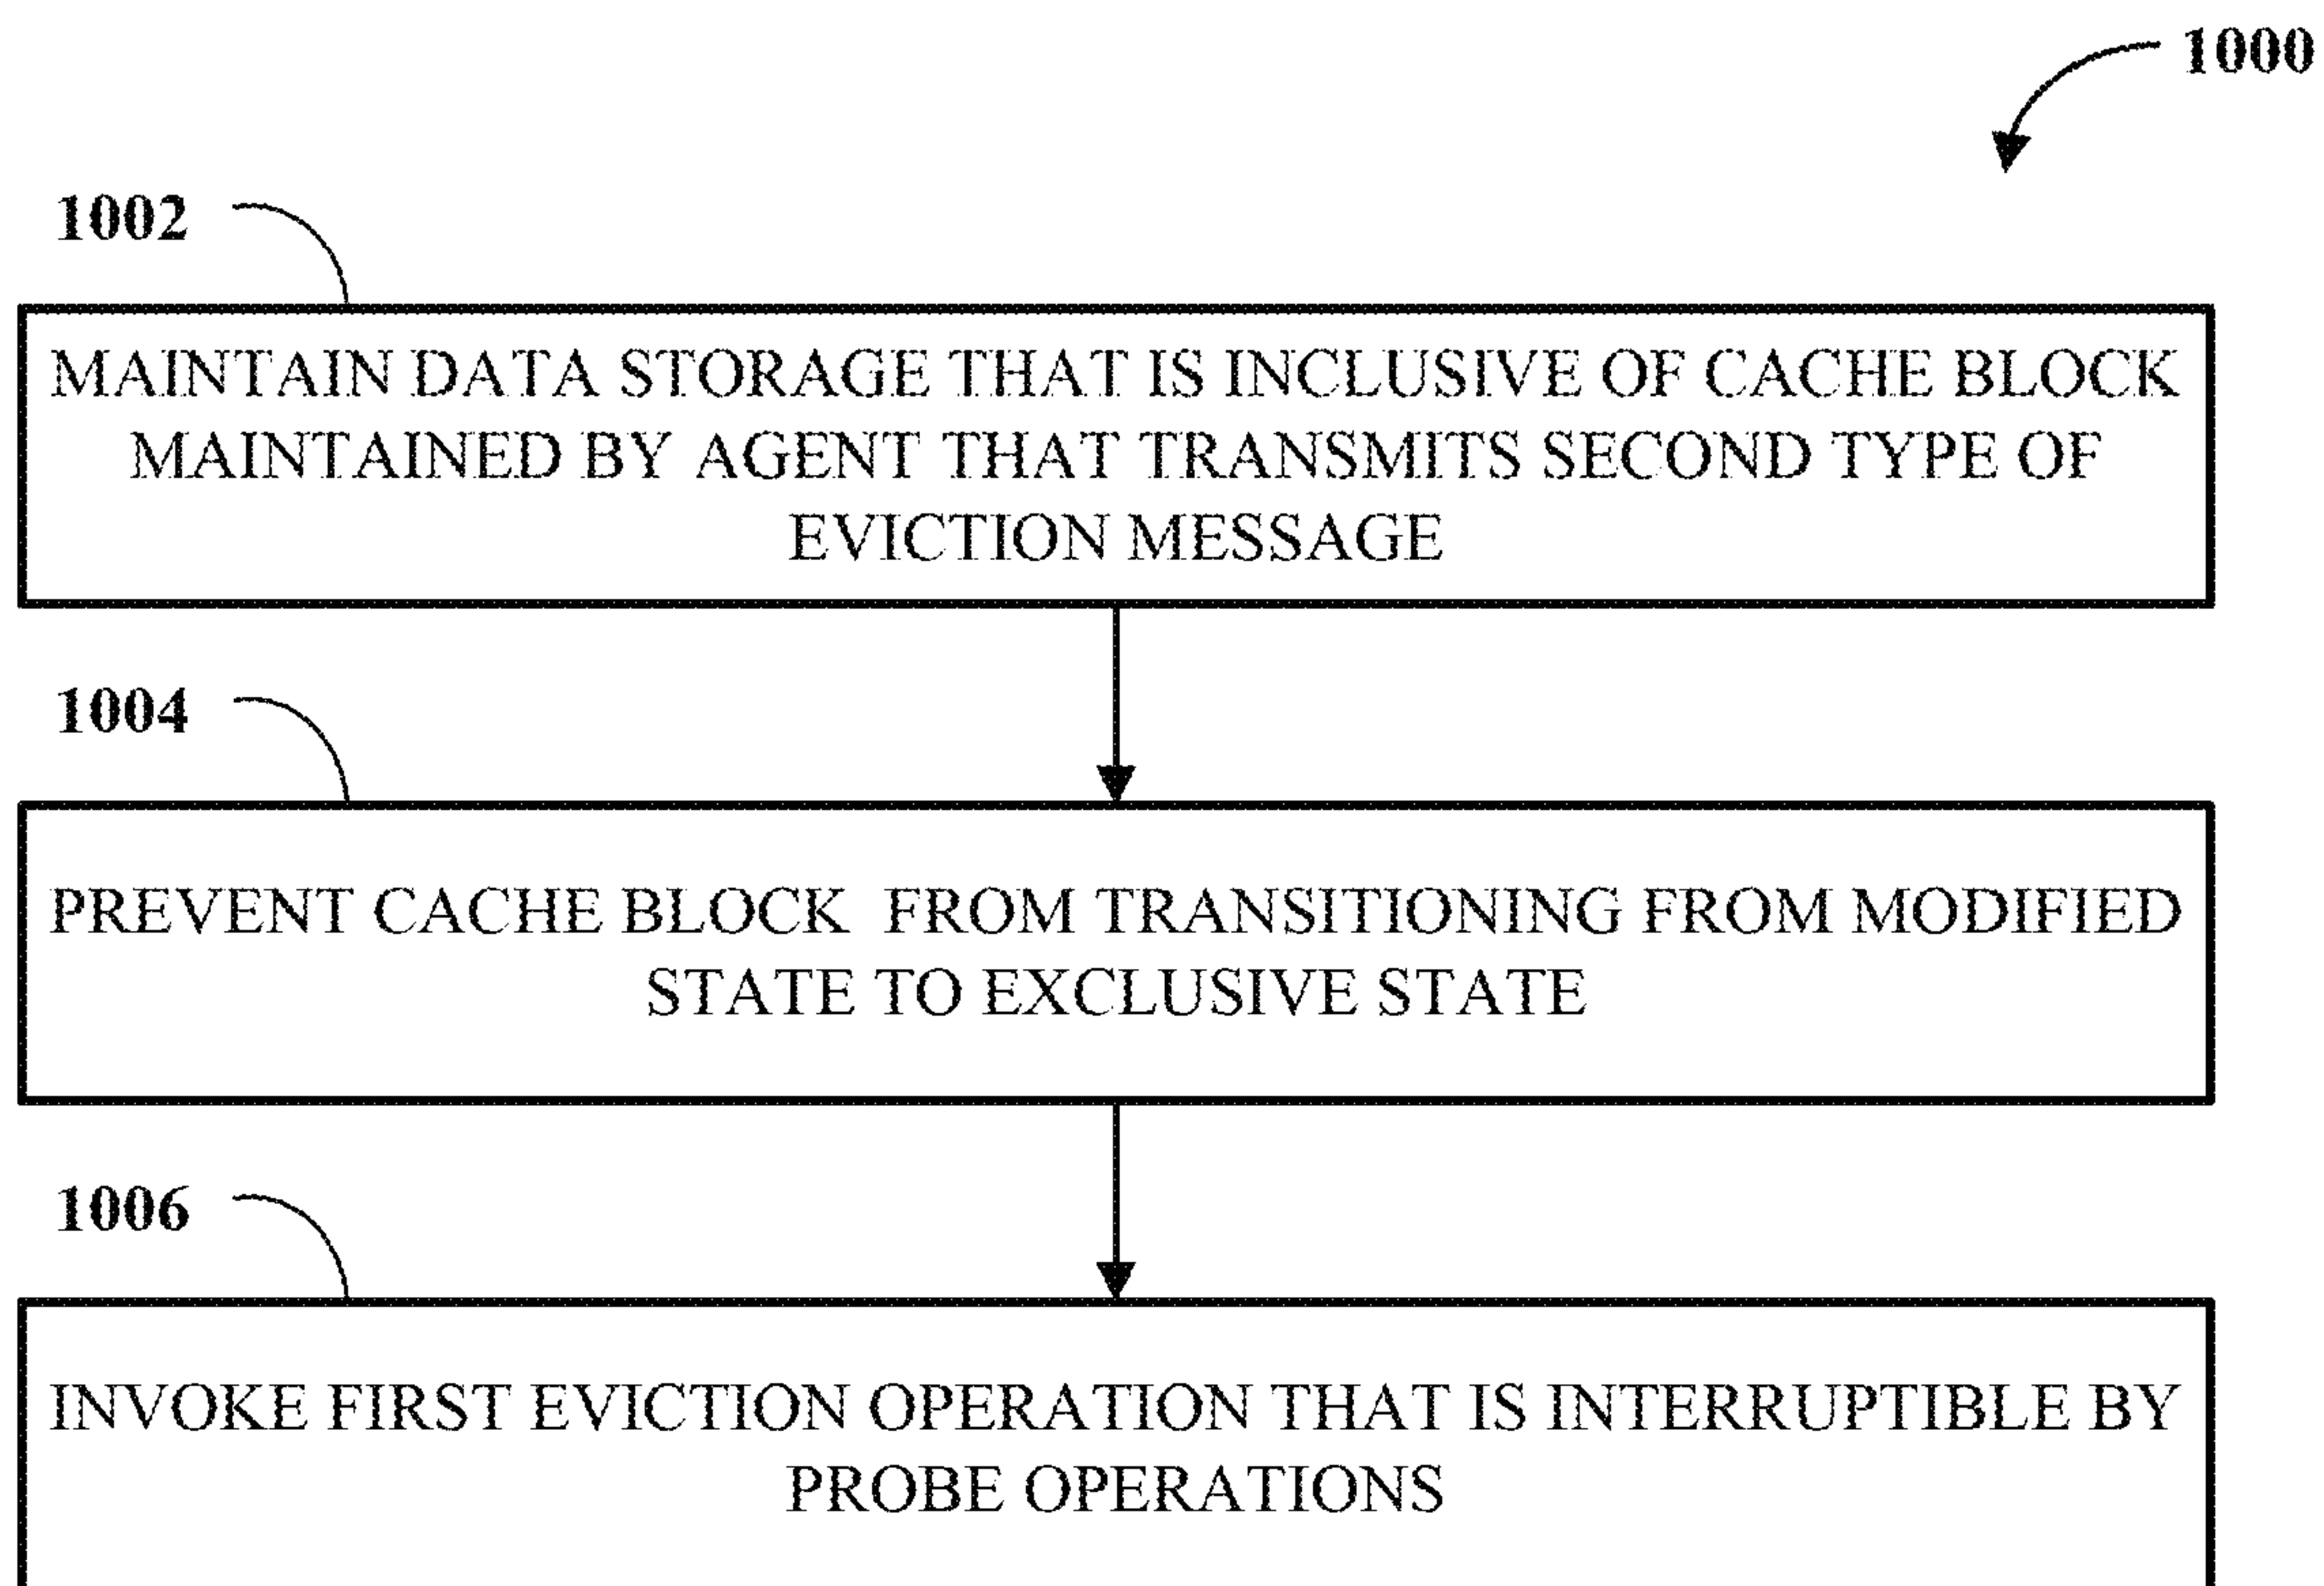 1000
1002
MAINTAIN DATA STORAGE THAT IS INCLUSIVE OF CACHE BLOCK
MAINTAINED BY AGENT THAT TRANSMITS SECOND TYPE OF
EVICTION MESSAGE
1004
PREVENT CACHE BLOCK FROM TRANSITIONING FROM MODIFIED
STATE TO EXCLUSIVE STATE
1006
INVOKE FIRST EVICTION OPERATION THAT IS INTERRUPTIBLE BY
PROBE OPERATIONS